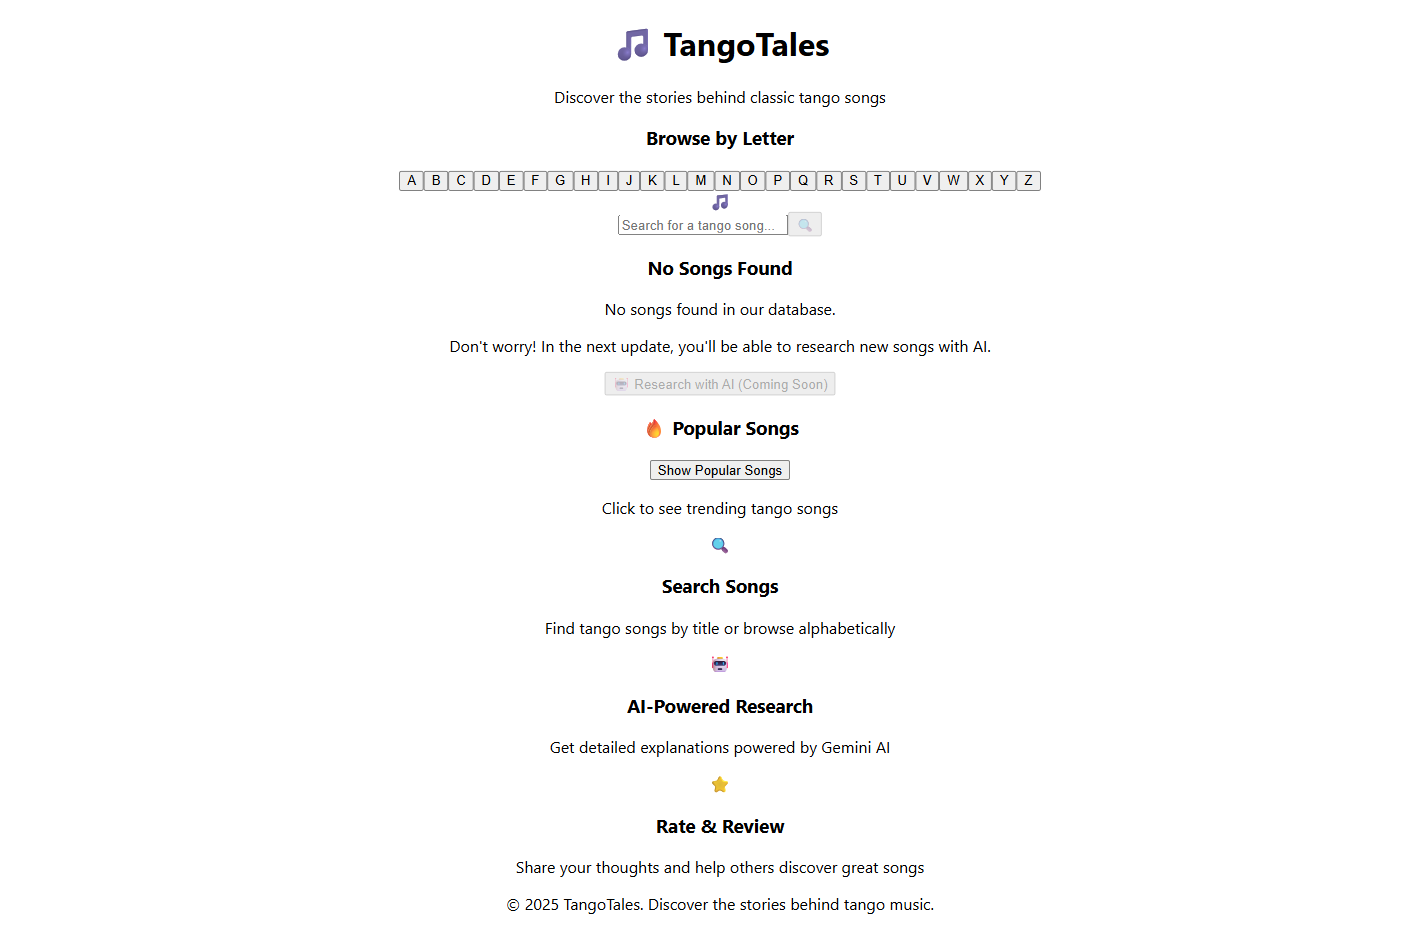 🎵 TangoTales
Discover the stories behind classic tango songs
Browse by Letter
A B C D E F G H I J K L M N O P Q R S T U V W X Y Z
🎵
Search for a tango song... 🔍
No Songs Found
No songs found in our database.
Don't worry! In the next update, you'll be able to research new songs with AI.
🤖 Research with AI (Coming Soon)
🔥 Popular Songs
Show Popular Songs
Click to see trending tango songs
🔍
Search Songs
Find tango songs by title or browse alphabetically
🤖
AI-Powered Research
Get detailed explanations powered by Gemini AI
⭐
Rate & Review
Share your thoughts and help others discover great songs
© 2025 TangoTales. Discover the stories behind tango music.